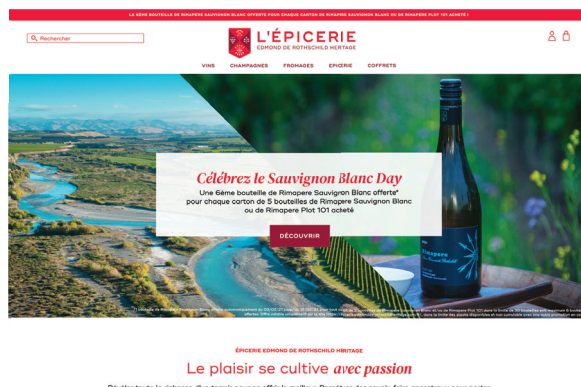 LA 6ÈME BOUTEILLE DE RIMAPERE SAUVIGNON BLANC OFFERTE POUR CHAQUE CARTON DE RIMAPERE SAUVIGNON BLANC OU DE RIMAPERE PLOT 101 ACHETÉ !
Rechercher
L'ÉPICERIE
EDMOND DE ROTHSCHILD HERITAGE
VINS CHAMPAGNES FROMAGES EPICERIE COFFRETS
Célébrez le Sauvignon Blanc Day
Une 6éme bouteille de Rimapere Sauvignon Blanc offerte*
pour chaque carton de 5 bouteilles de Rimapere Sauvignon Blanc
ou de Rimapere Plot 101 acheté
DÉCOUVRIR
Rimapere
ÉPICERIE EDMOND DE ROTHSCHILD HERITAGE
Le plaisir se cultive avec passion